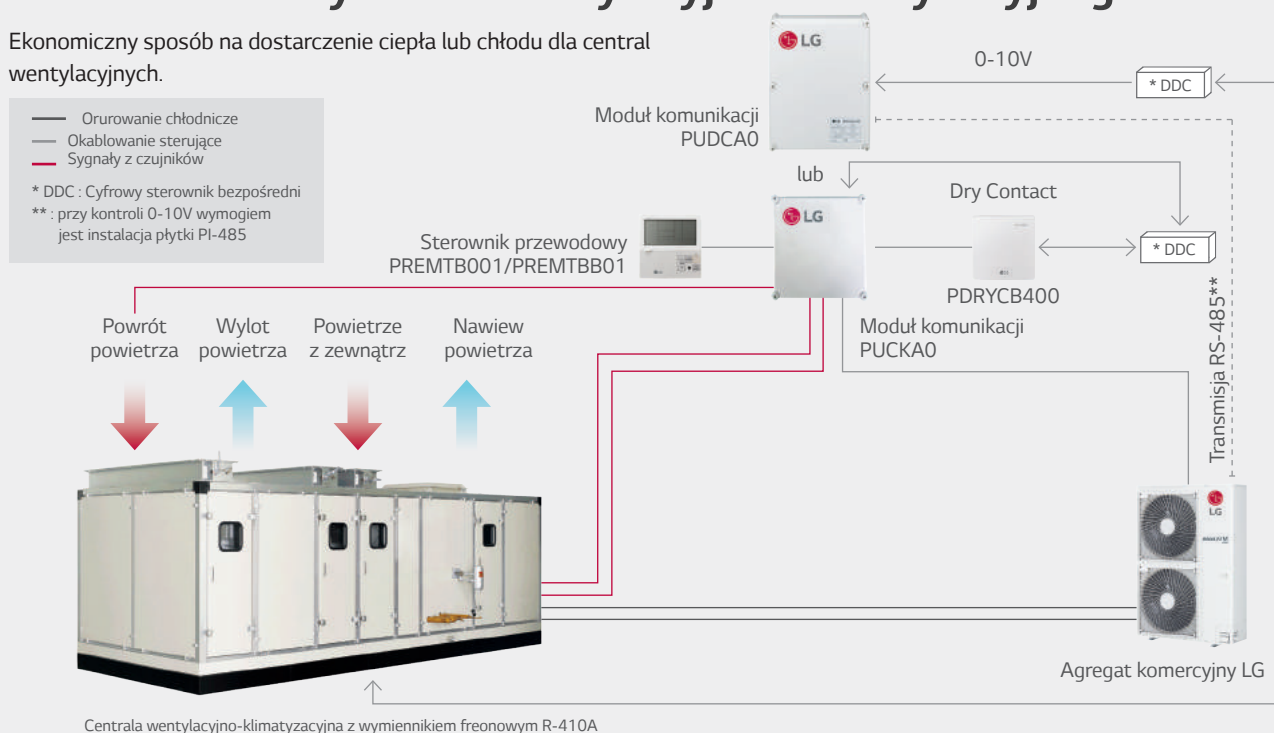 Ekonomiczny sposób na dostarczenie ciepła lub chłodu dla central
wentylacyjnych.
Orurowanie chłodnicze
Okablowanie sterujące
Sygnały z czujników
* DDC : Cyfrowy sterownik bezpośredni
** : przy kontroli 0-10V wymogiem
jest instalacja płytki PI-485
LG
0-10V
* DDC
Moduł komunikacji
PUDCA0
lub
Dry Contact
LG
Sterownik przewodowy
PREMTB001/PREMTBB01
* DDC
PDRYCB400
Moduł komunikacji
PUCKA0
Transmisja RS-485**
Powrót
powietrza
Wylot
powietrza
Powietrze
z zewnątrz
Nawiew
powietrza
LG
Agregat komercyjny LG
Centrala wentylacyjno-klimatyzacyjna z wymiennikiem freonowym R-410A